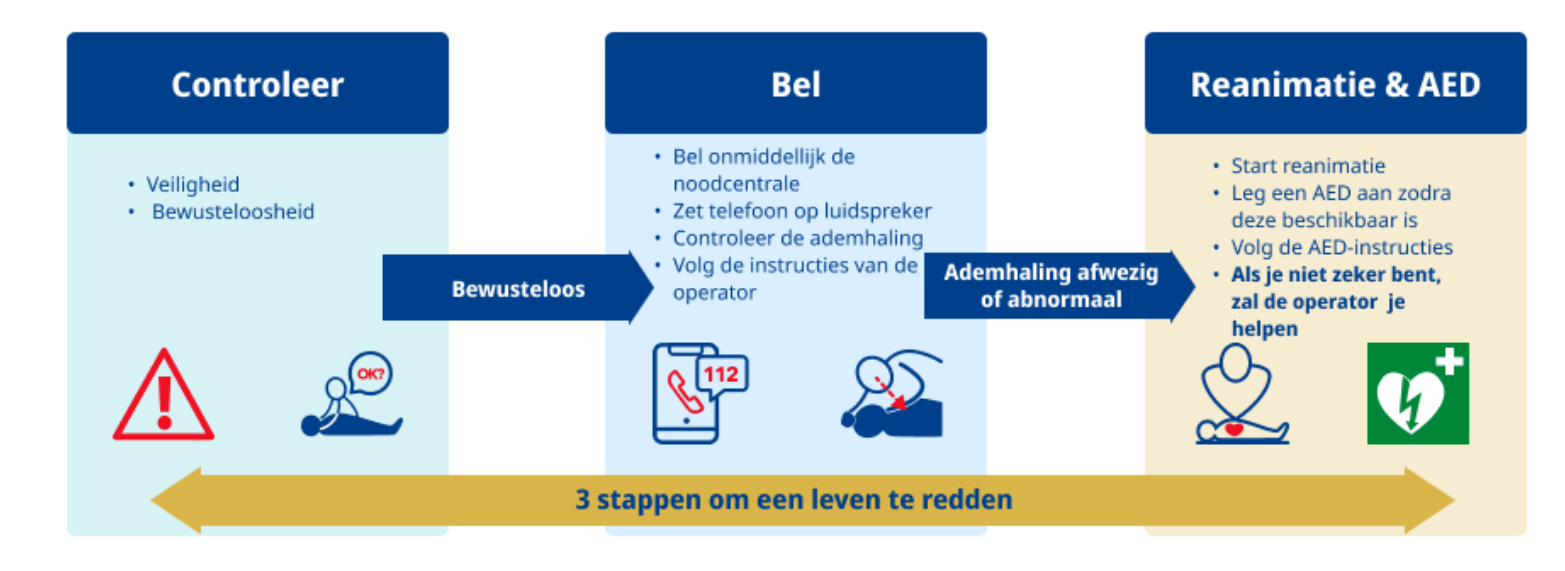 Controleer
• Veiligheid
• Bewusteloosheid
OK?
Bewusteloos
Bel
• Bel onmiddellijk de
noodcentrale
• Zet telefoon op luidspreker
• Controleer de ademhaling
• Volg de instructies van de
operator
112
Ademhaling afwezig
of abnormaal
Reanimatie & AED
• Start reanimatie
• Leg een AED aan zodra
deze beschikbaar is
• Volg de AED-instructies
• Als je niet zeker bent,
zal de operator je
helpen
3 stappen om een leven te redden